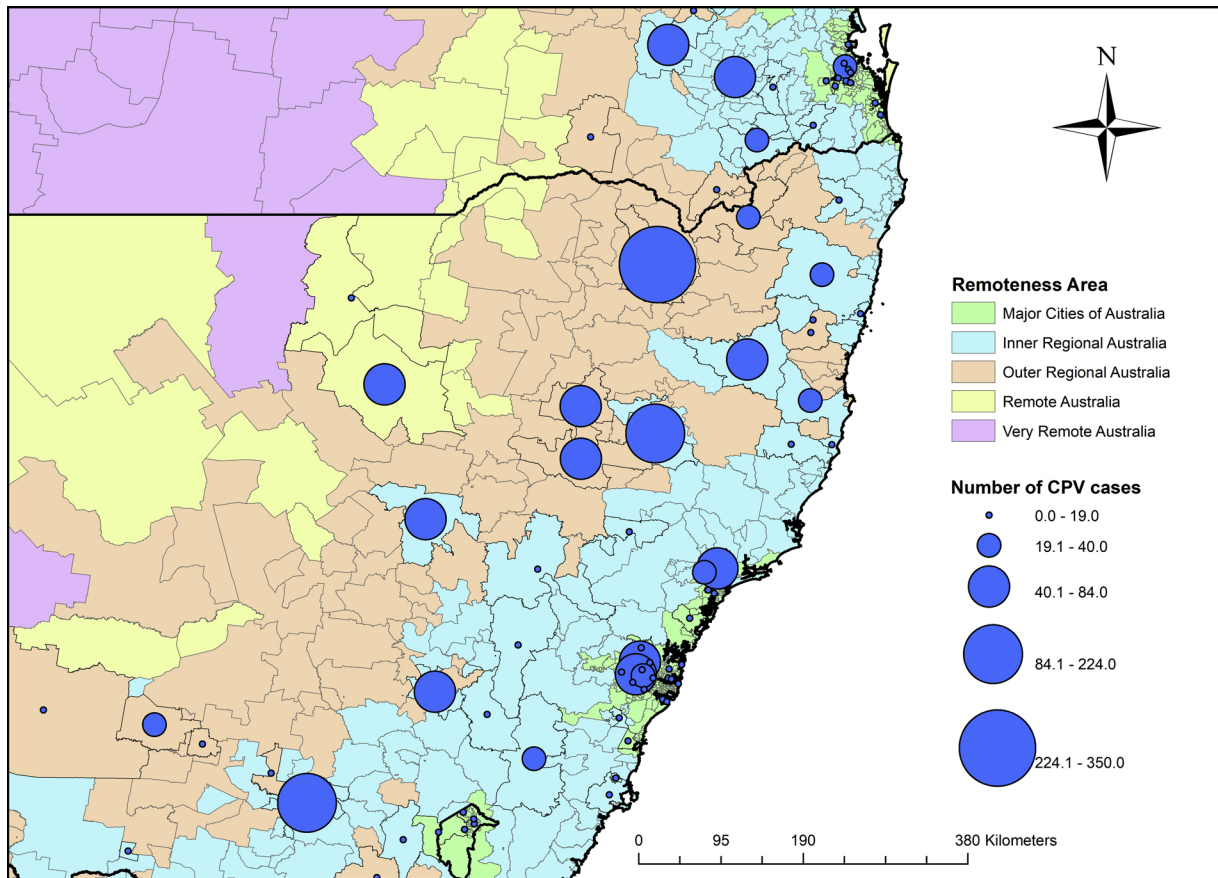 N
Remoteness Area
Major Cities of Australia
Inner Regional Australia
Outer Regional Australia
Remote Australia
Very Remote Australia
Number of CPV cases
0.0 - 19.0
19.1 - 40.0
40.1 - 84.0
84.1 - 224.0
224.1 - 350.0
0 95 190 380 Kilometers